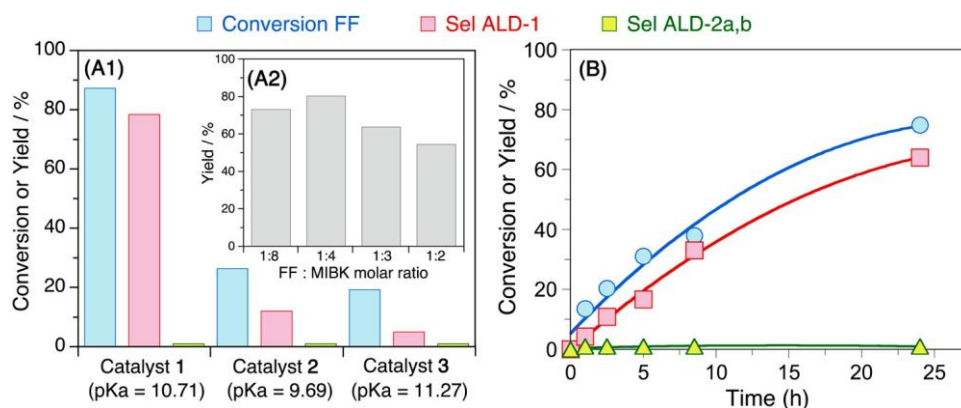 Conversion FF Sel ALD-1 Sel ALD-2a,b
(A1)
Conversion or Yield / %
100
80
60
40
20
0
Catalyst 1
(pKa = 10.71)
Catalyst 2
(pKa = 9.69)
Catalyst 3
(pKa = 11.27)
(A2)
Yield / %
100
80
60
40
20
0
1:8 1:4 1:3 1:2
FF : MIBK molar ratio
(B)
Conversion or Yield / %
100
80
60
40
20
0
0 5 10 15 20 25
Time (h)